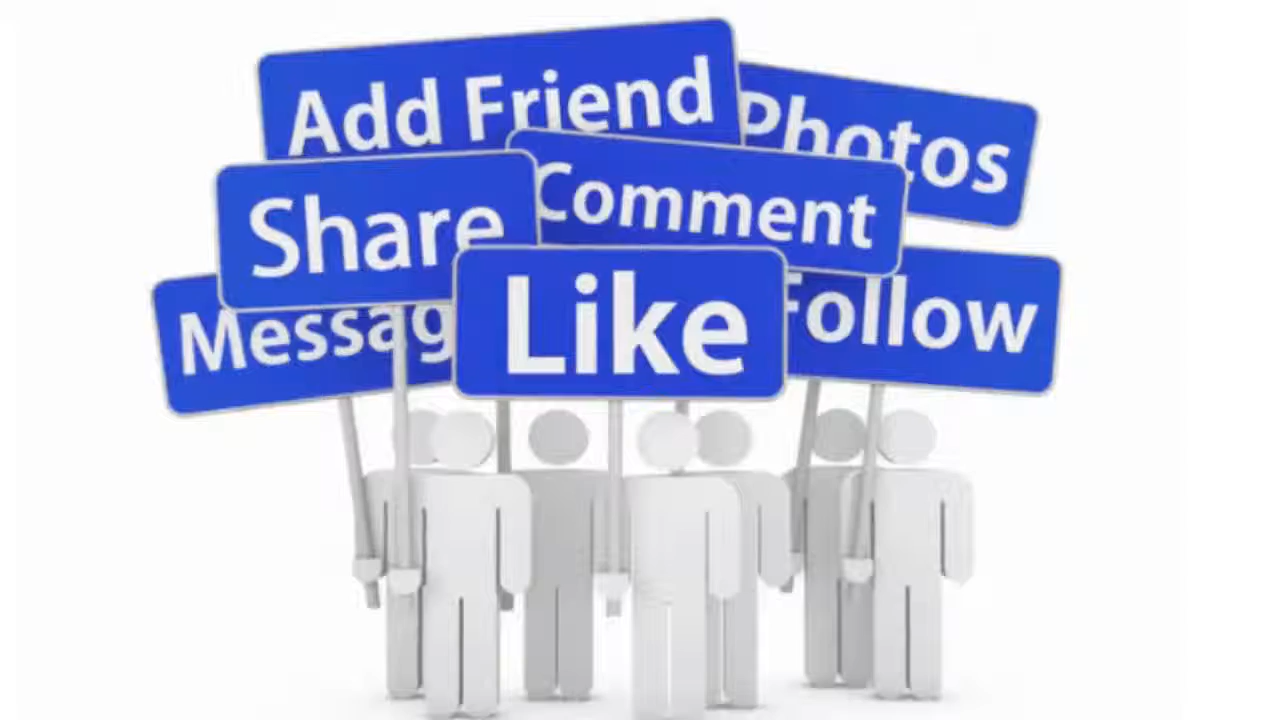 Add Friend
Photos
Comment
Share
Messag
Like
Follow